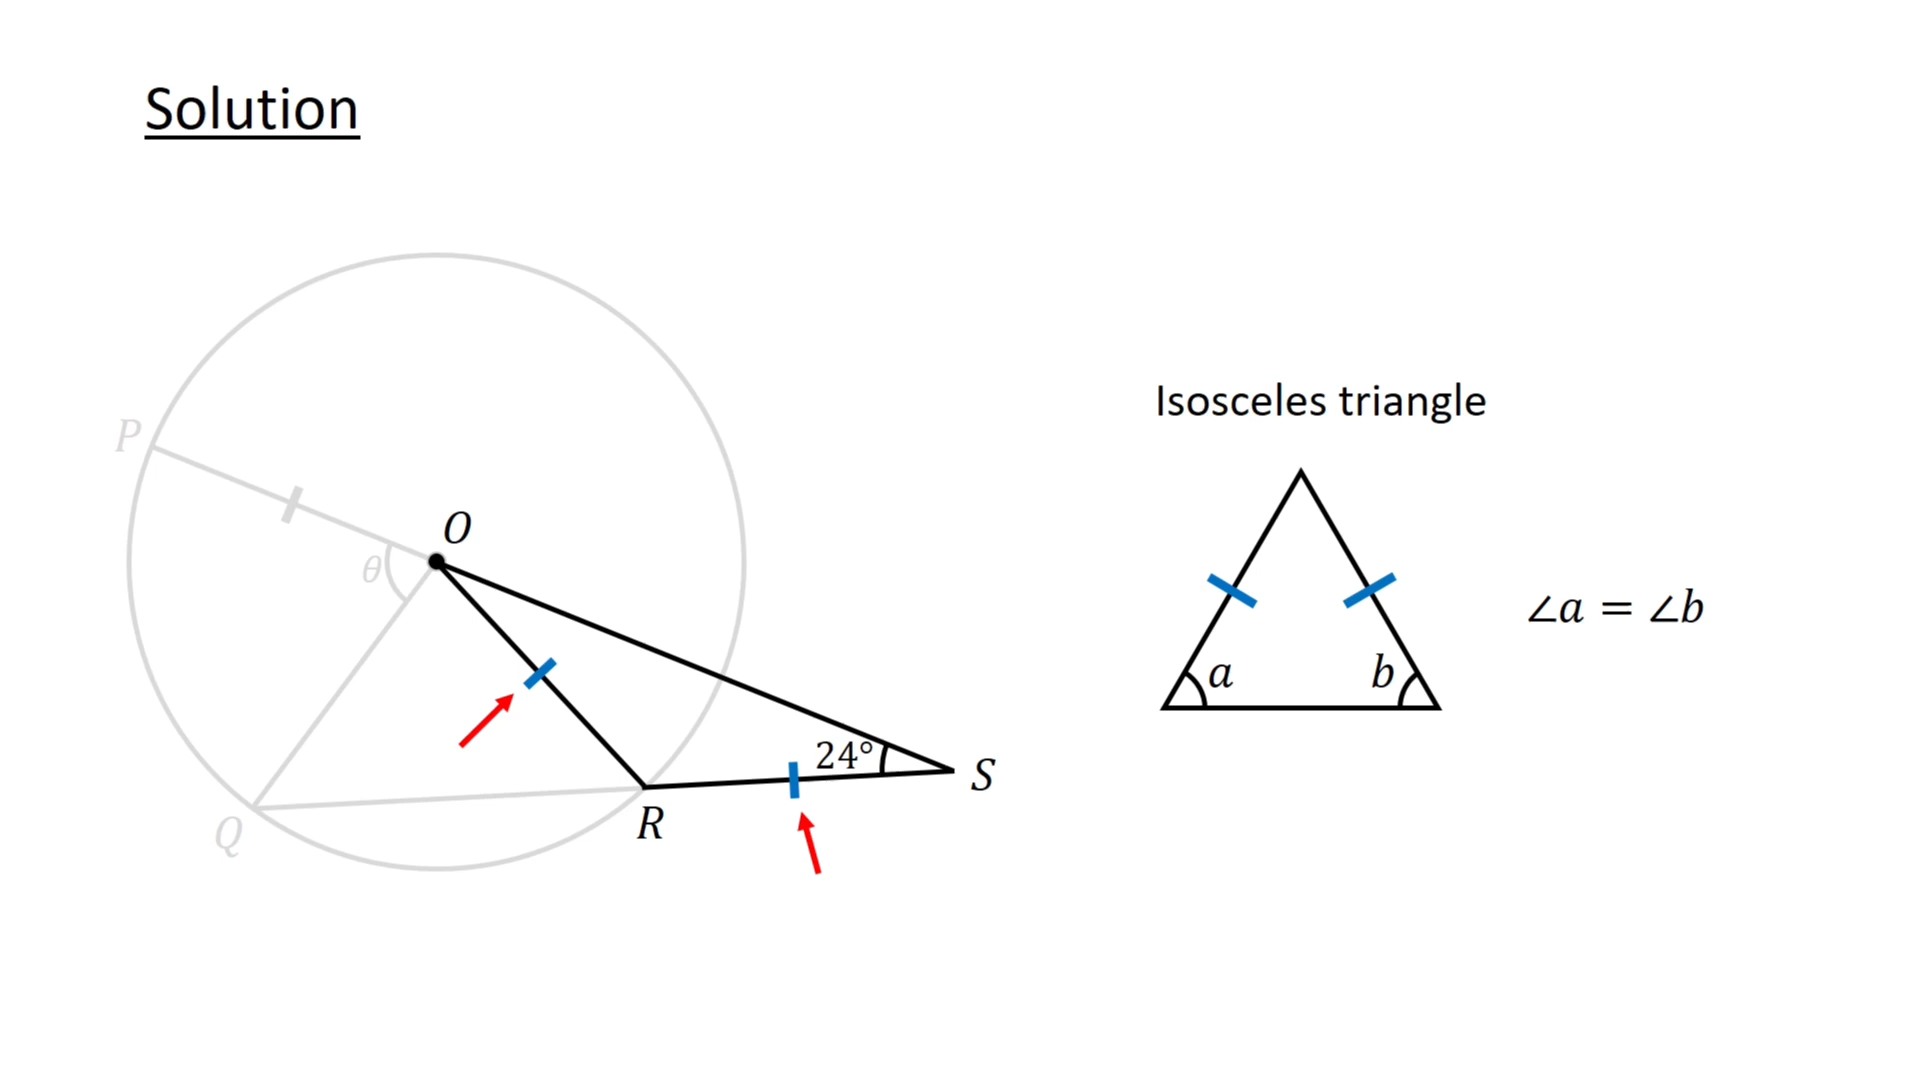 Solution
P
O
θ
24°
S
R
Q
Isosceles triangle
a
b
∠a = ∠b